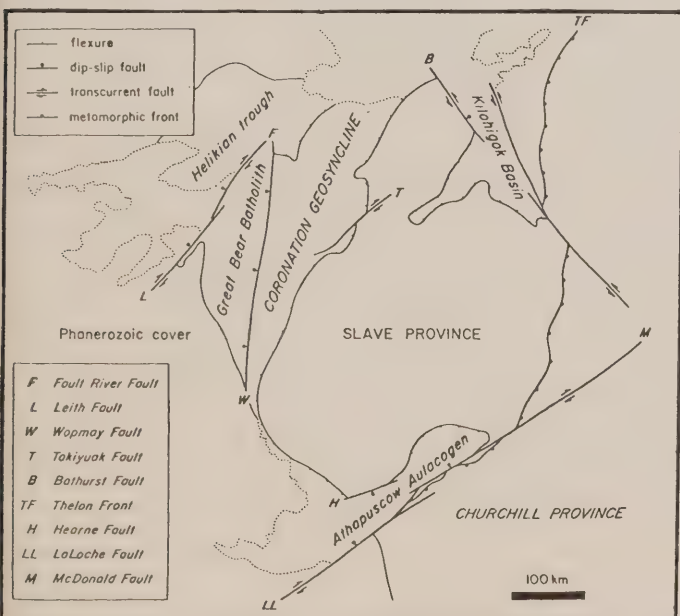 flexure
dip-slip fault
transcurrent fault
metamorphic front
TF
B
Kilohigok Basin
Helikian trough
F
Great Bear Batholith
CORONATION GEOSYNCLINE
T
L
Phanerozoic cover
SLAVE PROVINCE
M
W
F Fault River Fault
L Leith Fault
W Wopmay Fault
T Takiyuak Fault
B Bathurst Fault
TF Thelon Front
H Hearne Fault
LL LaLoche Fault
M McDonald Fault
H
Athapuscow Aulacogen
CHURCHILL PROVINCE
LL
100 km